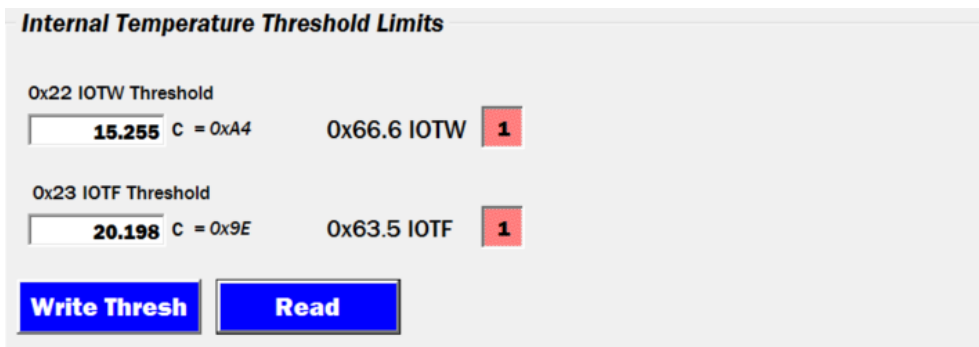 Internal Temperature Threshold Limits
0x22 IOTW Threshold
15.255 C = 0xA4 0x66.6 IOTW 1
0x23 IOTF Threshold
20.198 C = 0x9E 0x63.5 IOTF 1
Write Thresh Read